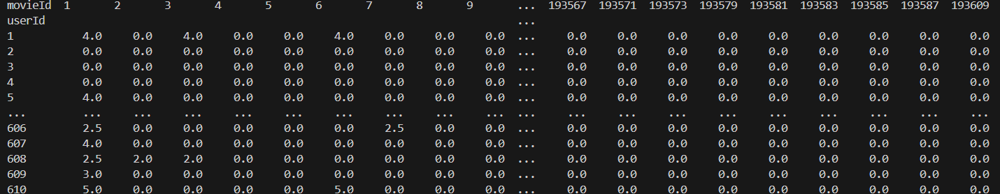 movieId 1 2 3 4 5 6 7 8 9 ... 193567 193571 193573 193579 193581 193583 193585 193587 193609
userId ...
1 4.0 0.0 4.0 0.0 0.0 4.0 0.0 0.0 0.0 ... 0.0 0.0 0.0 0.0 0.0 0.0 0.0 0.0 0.0
2 0.0 0.0 0.0 0.0 0.0 0.0 0.0 0.0 0.0 ... 0.0 0.0 0.0 0.0 0.0 0.0 0.0 0.0 0.0
3 0.0 0.0 0.0 0.0 0.0 0.0 0.0 0.0 0.0 ... 0.0 0.0 0.0 0.0 0.0 0.0 0.0 0.0 0.0
4 0.0 0.0 0.0 0.0 0.0 0.0 0.0 0.0 0.0 ... 0.0 0.0 0.0 0.0 0.0 0.0 0.0 0.0 0.0
5 4.0 0.0 0.0 0.0 0.0 0.0 0.0 0.0 0.0 ... 0.0 0.0 0.0 0.0 0.0 0.0 0.0 0.0 0.0
... ... ... ... ... ... ... ... ... ... ... ... ... ... ... ... ... ... ... ...
606 2.5 0.0 0.0 0.0 0.0 0.0 2.5 0.0 0.0 ... 0.0 0.0 0.0 0.0 0.0 0.0 0.0 0.0 0.0
607 4.0 0.0 0.0 0.0 0.0 0.0 0.0 0.0 0.0 ... 0.0 0.0 0.0 0.0 0.0 0.0 0.0 0.0 0.0
608 2.5 2.0 2.0 0.0 0.0 0.0 0.0 0.0 0.0 ... 0.0 0.0 0.0 0.0 0.0 0.0 0.0 0.0 0.0
609 3.0 0.0 0.0 0.0 0.0 0.0 0.0 0.0 0.0 ... 0.0 0.0 0.0 0.0 0.0 0.0 0.0 0.0 0.0
610 5.0 0.0 0.0 0.0 0.0 5.0 0.0 0.0 0.0 ... 0.0 0.0 0.0 0.0 0.0 0.0 0.0 0.0 0.0